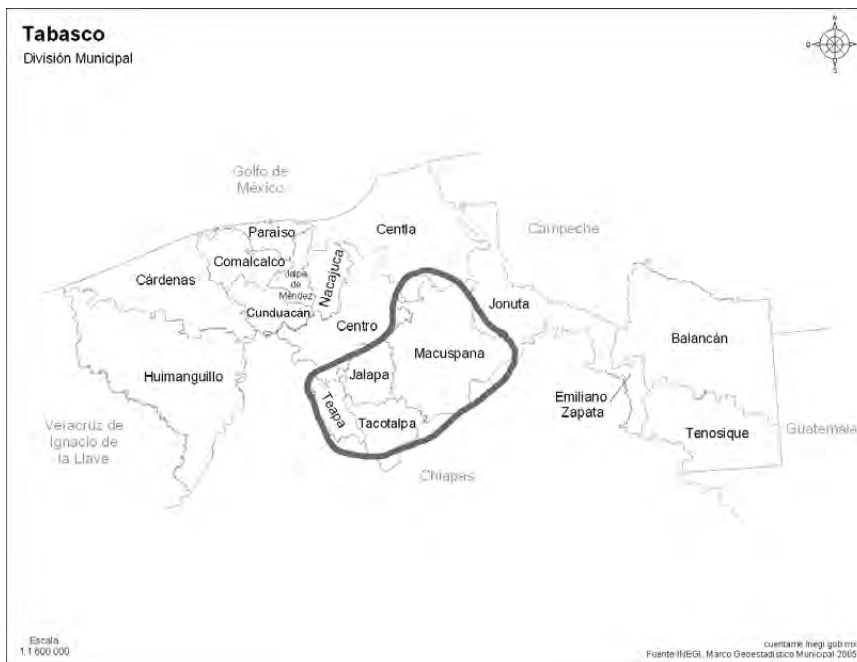 Tabasco
División Municipal
N
O
E
S
Golfo de
México
Paraíso
Centla
Campeche
Comalcalco
Jalpa
de
Méndez
Nacajuca
Cárdenas
Cunduacán
Jonuta
Centro
Balancán
Macuspana
Huimanguillo
Jalapa
Emiliano
Zapata
Teapa
Tacotalpa
Veracruz de
Ignacio de
la Llave
Tenosique
Guatemala
Chiapas
Escala
1:1 600 000
cuentame.inegi.gob.mx
Fuente:INEGI, Marco Geoestadístico Municipal 2005